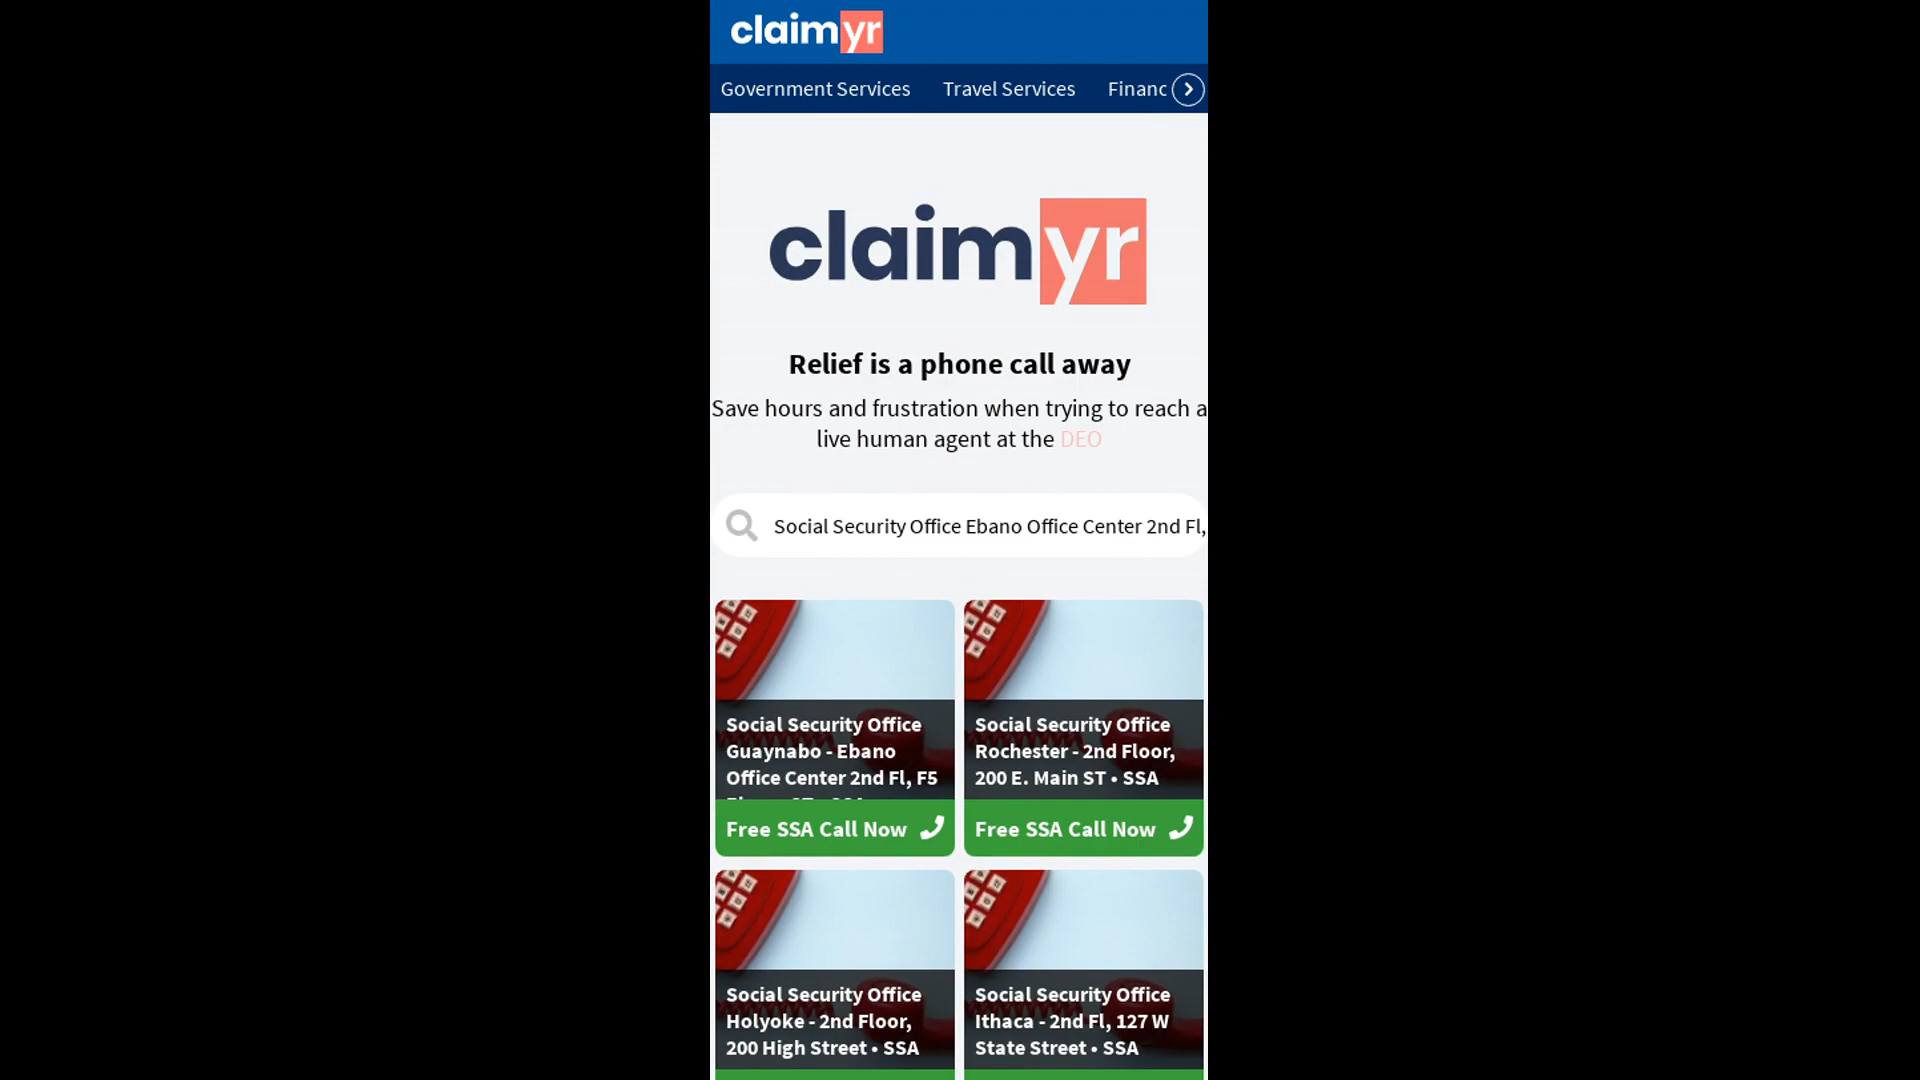 claimyr
Government Services Travel Services Financ
claimyr
Relief is a phone call away
Save hours and frustration when trying to reach a
live human agent at the DEO
Social Security Office Ebano Office Center 2nd Fl,
Social Security Office
Guaynabo - Ebano
Office Center 2nd Fl, F5
Free SSA Call Now
Social Security Office
Rochester - 2nd Floor,
200 E. Main ST • SSA
Free SSA Call Now
Social Security Office
Holyoke - 2nd Floor,
200 High Street • SSA
Social Security Office
Ithaca - 2nd Fl, 127 W
State Street • SSA